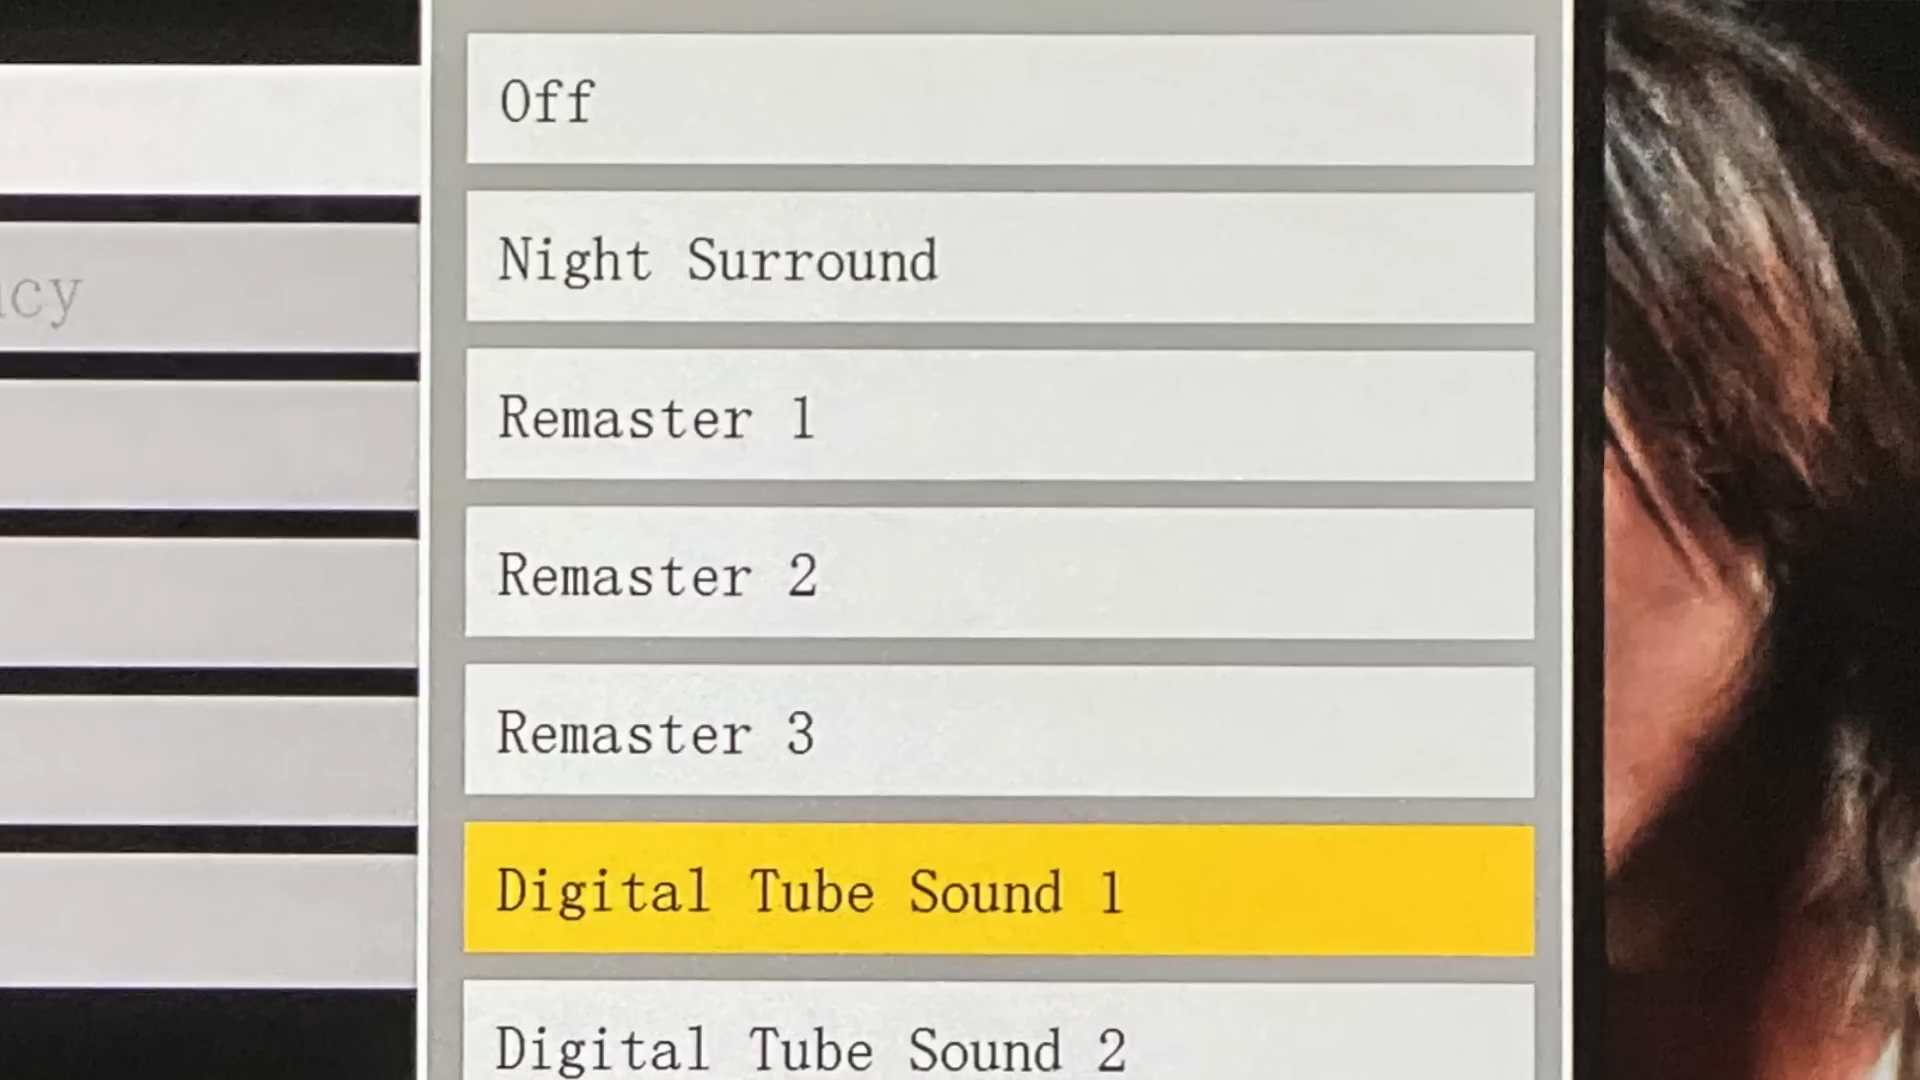 Off
Night Surround
Remaster 1
Remaster 2
Remaster 3
Digital Tube Sound 1
Digital Tube Sound 2